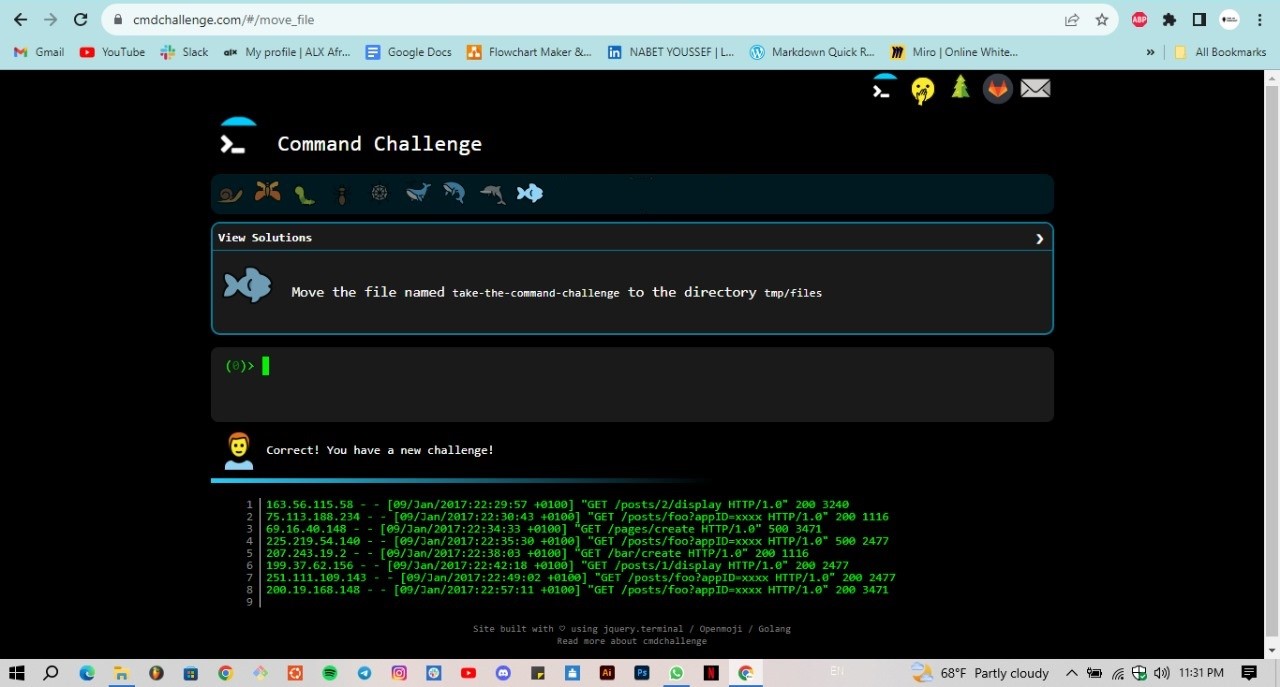 cmdchallenge.com/#/move_file
ABP
Gmail YouTube Slack My profile | ALX Afr... Google Docs Flowchart Maker &... NABET YOUSSEF | L... Markdown Quick R... Miro | Online White... » All Bookmarks
Command Challenge
View Solutions ❯
Move the file named take-the-command-challenge to the directory tmp/files
(0)>
Correct! You have a new challenge!
1 163.56.115.58 - - [09/Jan/2017:22:29:57 +0100] "GET /posts/2/display HTTP/1.0" 200 3240
2 75.113.188.234 - - [09/Jan/2017:22:30:43 +0100] "GET /posts/foo?appID=xxxx HTTP/1.0" 200 1116
3 69.16.40.148 - - [09/Jan/2017:22:34:33 +0100] "GET /pages/create HTTP/1.0" 500 3471
4 225.219.54.140 - - [09/Jan/2017:22:35:30 +0100] "GET /posts/foo?appID=xxxx HTTP/1.0" 500 2477
5 207.243.19.2 - - [09/Jan/2017:22:38:03 +0100] "GET /bar/create HTTP/1.0" 200 1116
6 199.37.62.156 - - [09/Jan/2017:22:42:18 +0100] "GET /posts/1/display HTTP/1.0" 200 2477
7 251.111.109.143 - - [09/Jan/2017:22:49:02 +0100] "GET /posts/foo?appID=xxxx HTTP/1.0" 200 2477
8 200.19.168.148 - - [09/Jan/2017:22:57:11 +0100] "GET /posts/foo?appID=xxxx HTTP/1.0" 200 3471
9
Site built with ♡ using jquery.terminal / Openmoji / Golang
Read more about cmdchallenge
Ai Ps N EN 68°F Partly cloudy 11:31 PM